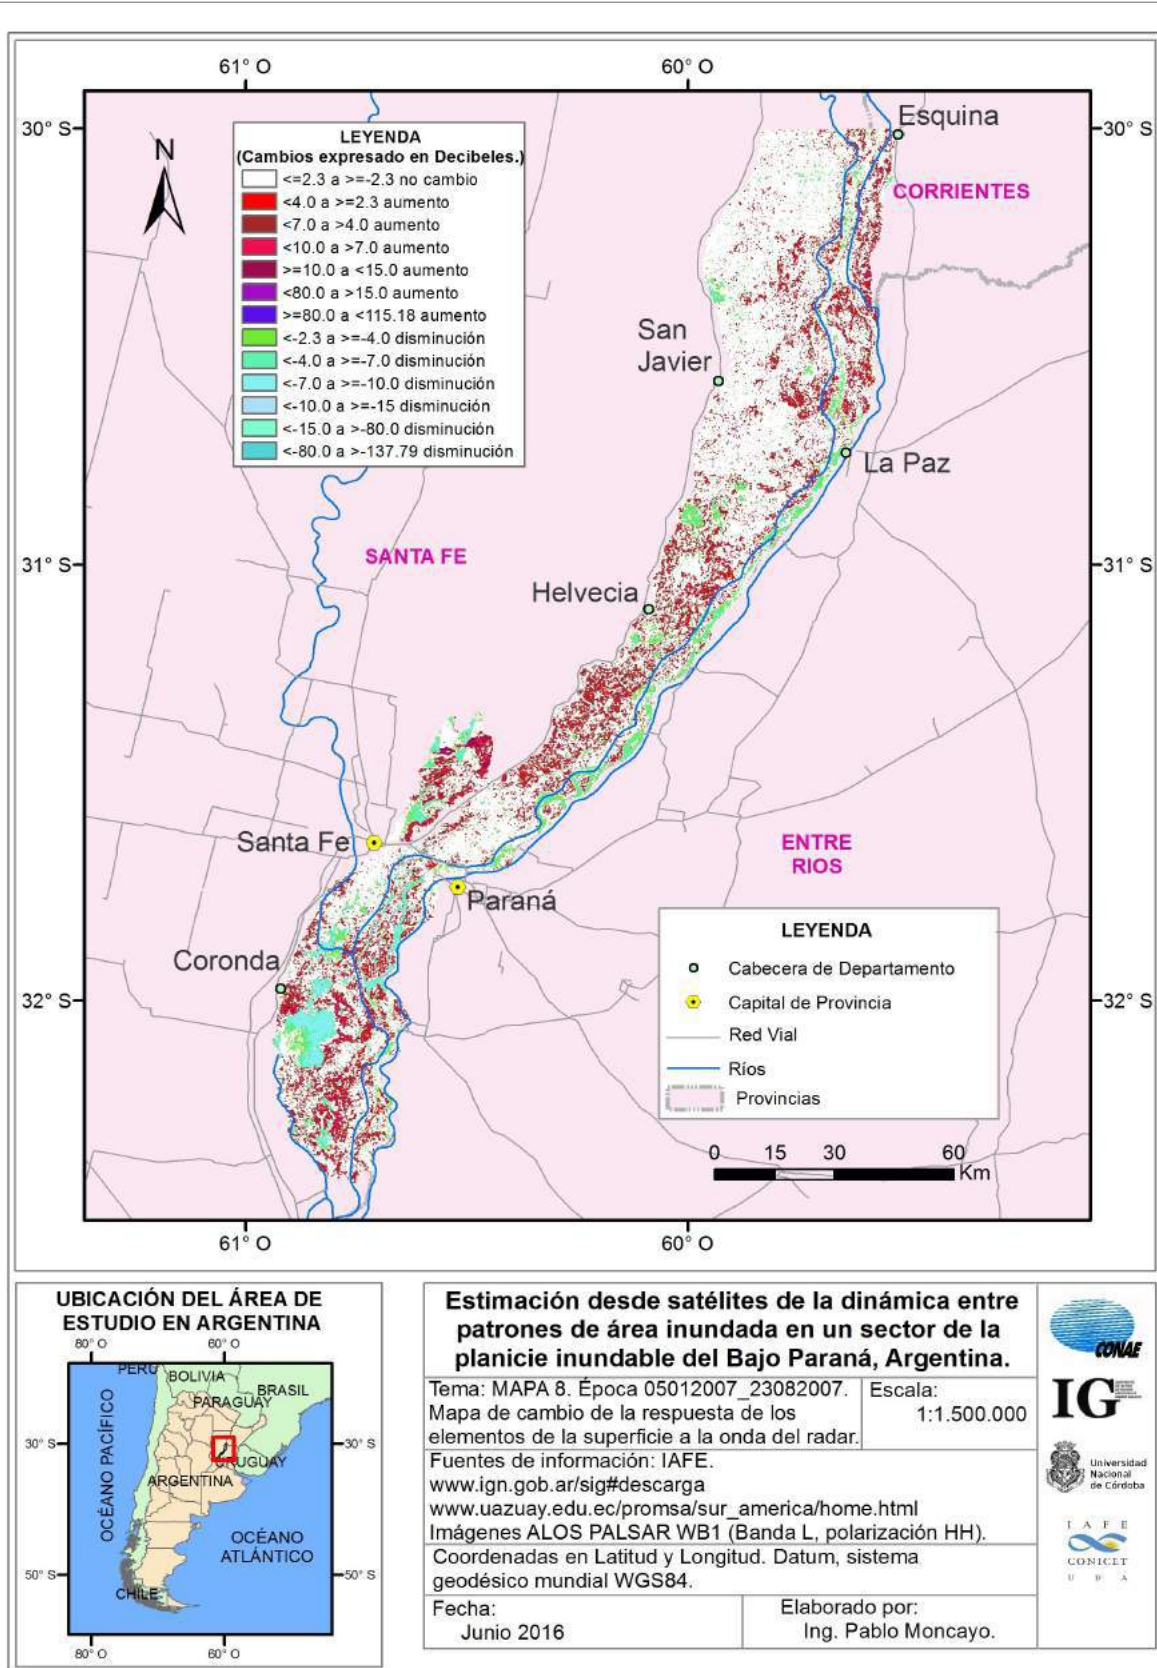 61° O
60° O
30° S
30° S
Esquina
N
LEYENDA
(Cambios expresado en Decibeles.)
<=2.3 a >=-2.3 no cambio
<4.0 a >=2.3 aumento
<7.0 a >4.0 aumento
<10.0 a >7.0 aumento
>=10.0 a <15.0 aumento
<80.0 a >15.0 aumento
>=80.0 a <115.18 aumento
<-2.3 a >=-4.0 disminución
<-4.0 a >=-7.0 disminución
<-7.0 a >=-10.0 disminución
<-10.0 a >=-15 disminución
<-15.0 a >-80.0 disminución
<-80.0 a >-137.79 disminución
CORRIENTES
San
Javier
La Paz
SANTA FE
31° S
31° S
Helvecia
Santa Fe
ENTRE
RIOS
Paraná
Coronda
LEYENDA
Cabecera de Departamento
Capital de Provincia
Red Vial
Ríos
Provincias
32° S
32° S
0 15 30 60
Km
61° O
60° O
UBICACIÓN DEL ÁREA DE
ESTUDIO EN ARGENTINA
80° O 60° O
PERÚ
BOLIVIA
BRASIL
PARAGUAY
30° S
30° S
URUGUAY
ARGENTINA
OCÉANO PACÍFICO
OCÉANO
ATLÁNTICO
50° S
50° S
CHILE
80° O 60° O
Estimación desde satélites de la dinámica entre
patrones de área inundada en un sector de la
planicie inundable del Bajo Paraná, Argentina.
Tema: MAPA 8. Época 05012007_23082007.
Mapa de cambio de la respuesta de los
elementos de la superficie a la onda del radar.
Escala:
1:1.500.000
Fuentes de información: IAFE.
www.ign.gob.ar/sig#descarga
www.uazuay.edu.ec/promsa/sur_america/home.html
Imágenes ALOS PALSAR WB1 (Banda L, polarización HH).
Coordenadas en Latitud y Longitud. Datum, sistema
geodésico mundial WGS84.
Fecha:
Junio 2016
Elaborado por:
Ing. Pablo Moncayo.
CONAE
IG
Universidad
Nacional
de Córdoba
I A F E
CONICET
U B A